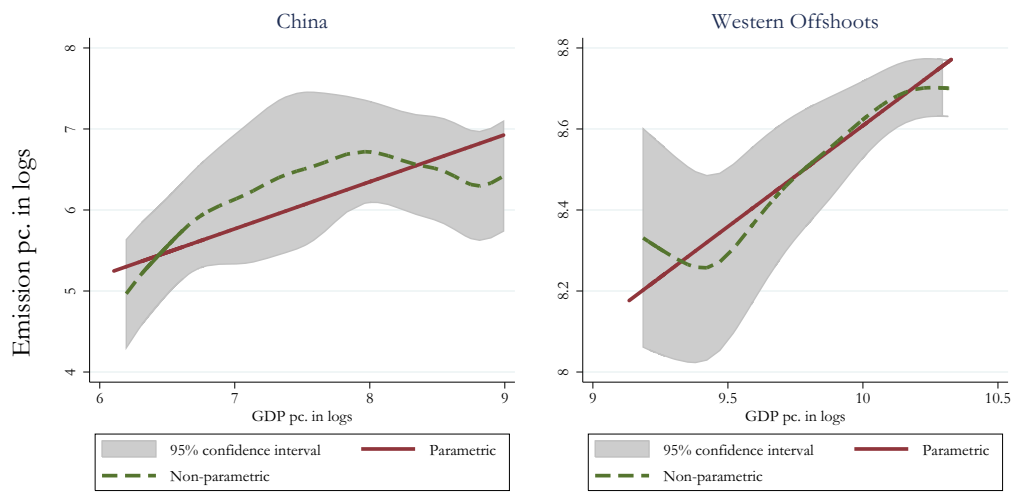 China
Western Offshoots
Emission pc. in logs
8
7
6
5
4
6 7 8 9
GDP pc. in logs
8.8
8.6
8.4
8.2
8
9 9.5 10 10.5
GDP pc. in logs
95% confidence interval Parametric
Non-parametric
95% confidence interval Parametric
Non-parametric